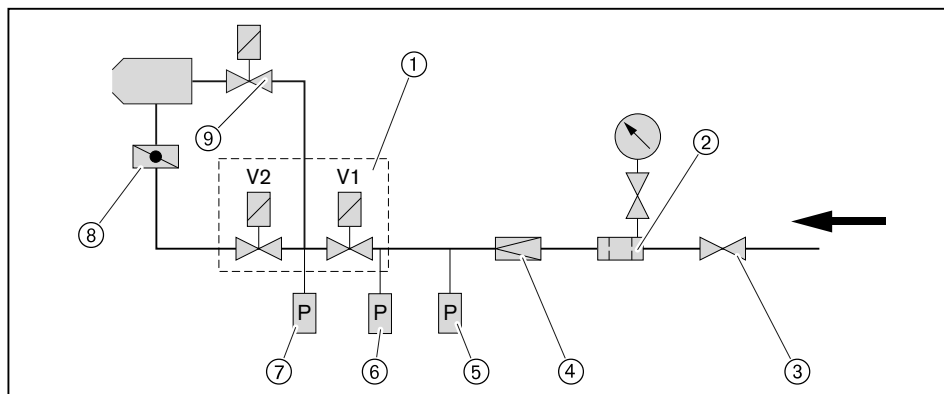 ①
②
⑨
V2 V1
⑧
P P P
⑦ ⑥ ⑤ ④ ③